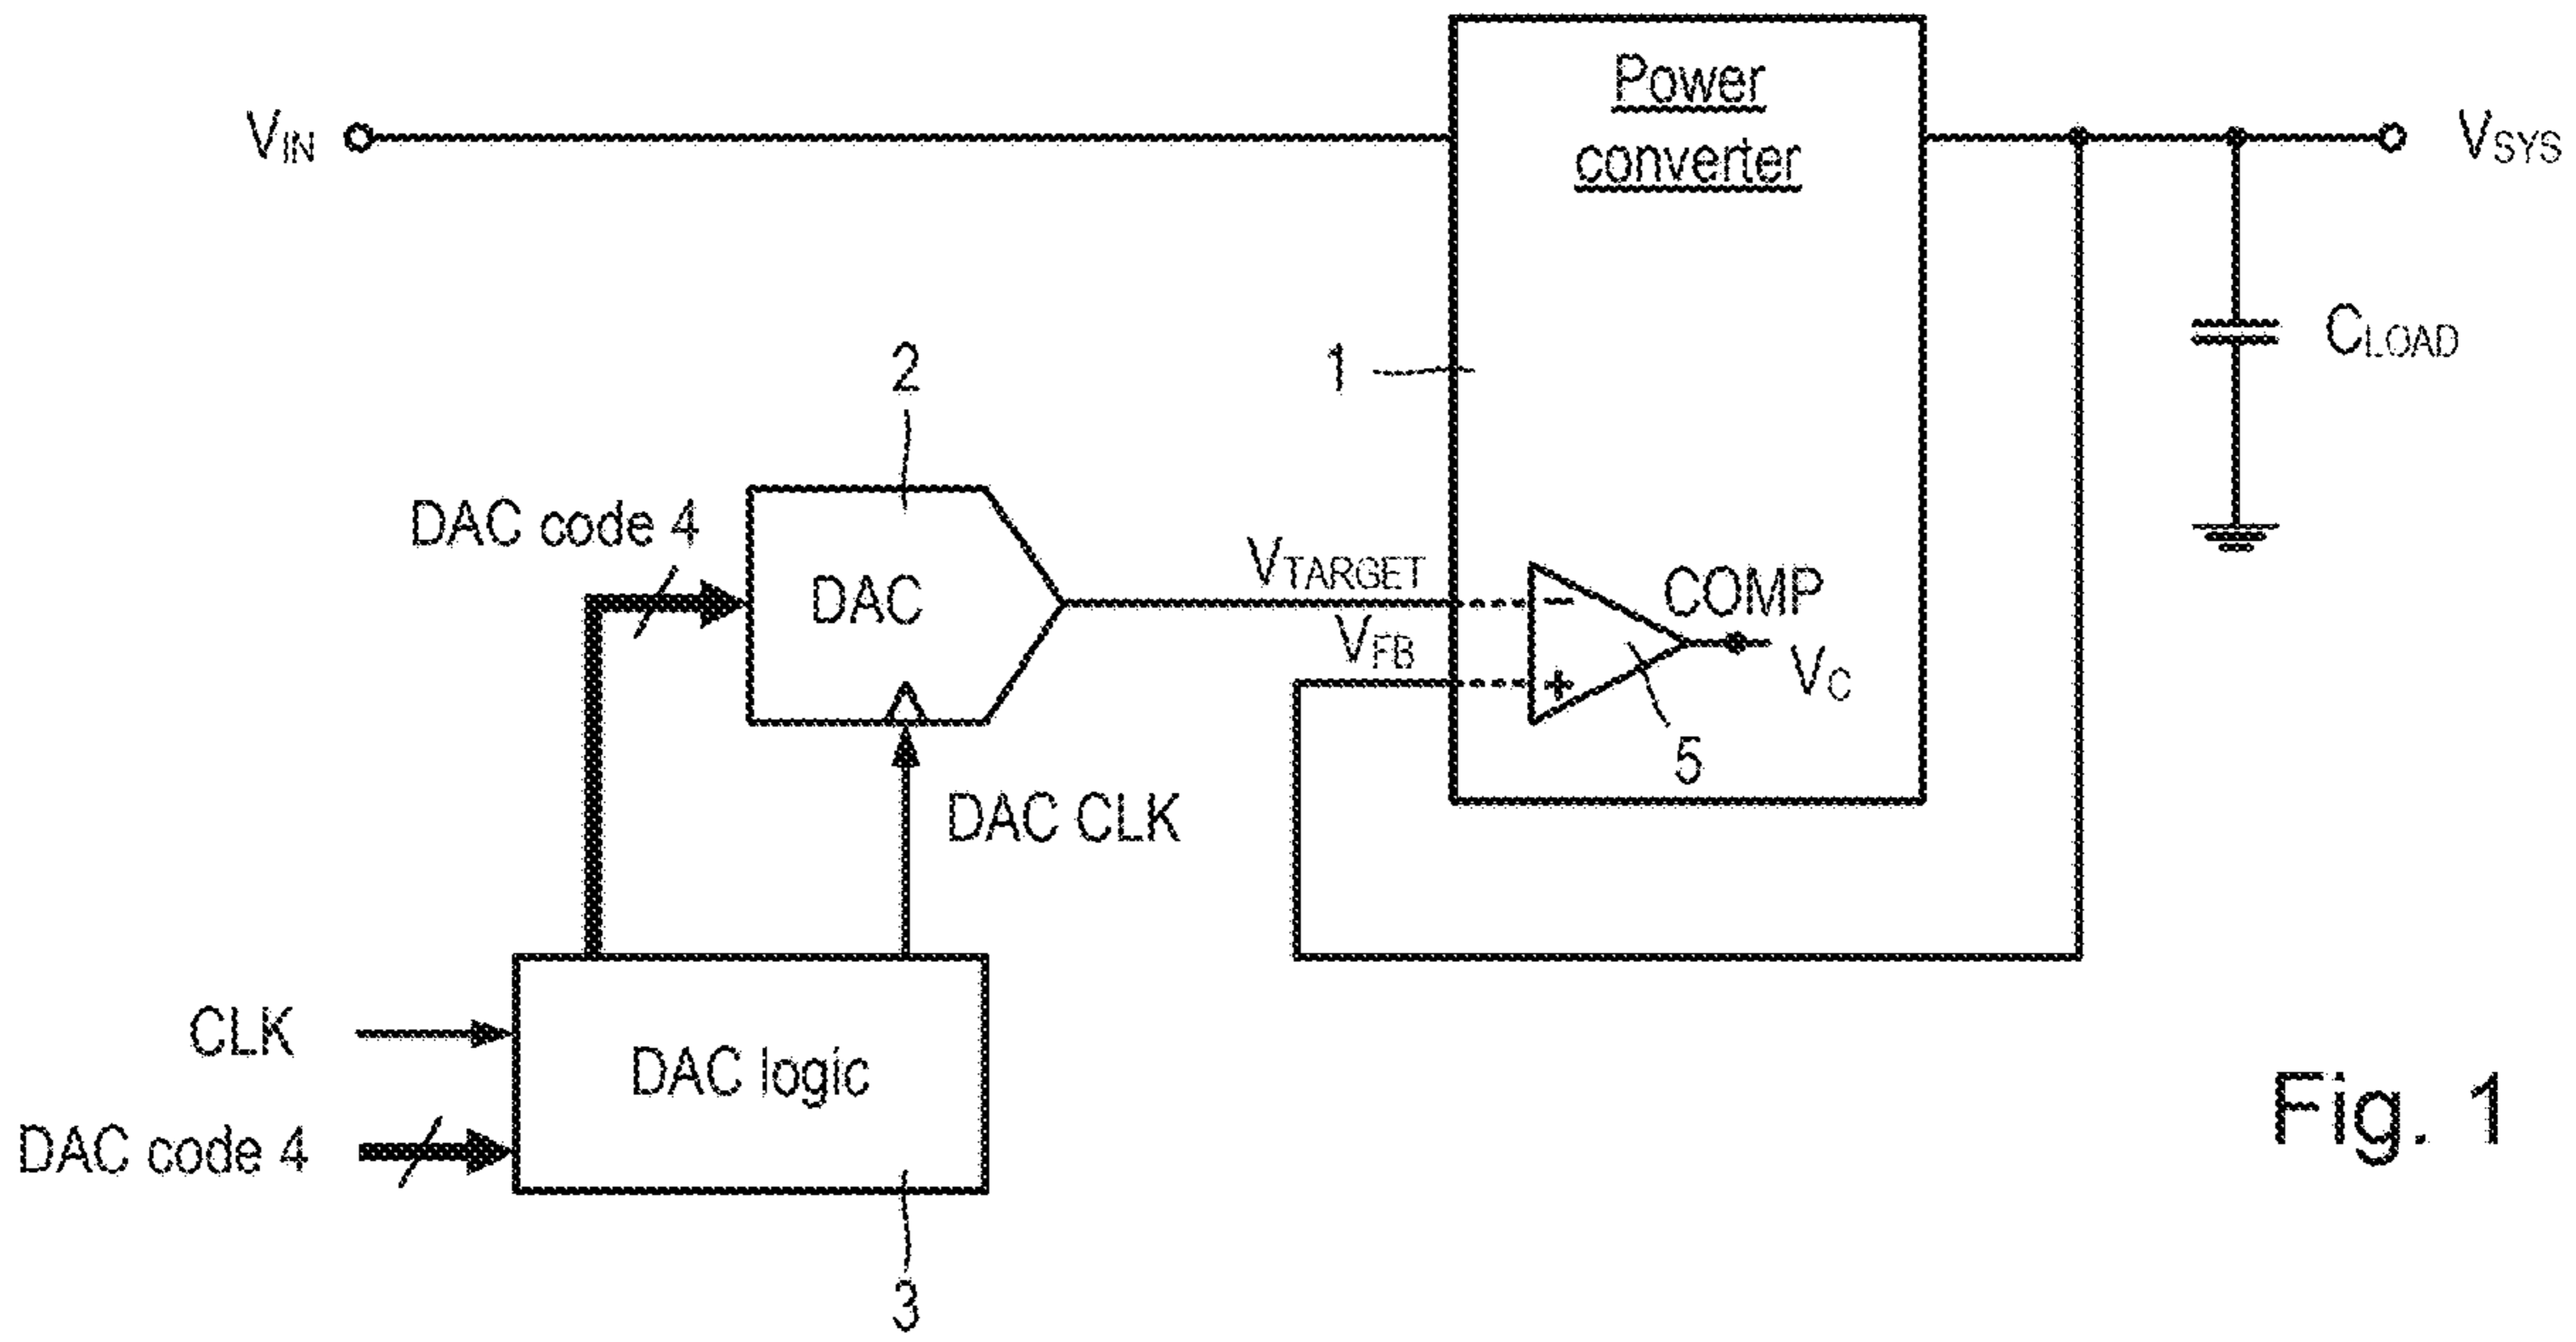 Power
converter
VIN
VSYS
CLOAD
1
2
DAC code 4
DAC
VTARGET
VFB
COMP
VC
5
DAC CLK
CLK
DAC logic
DAC code 4
3
Fig. 1